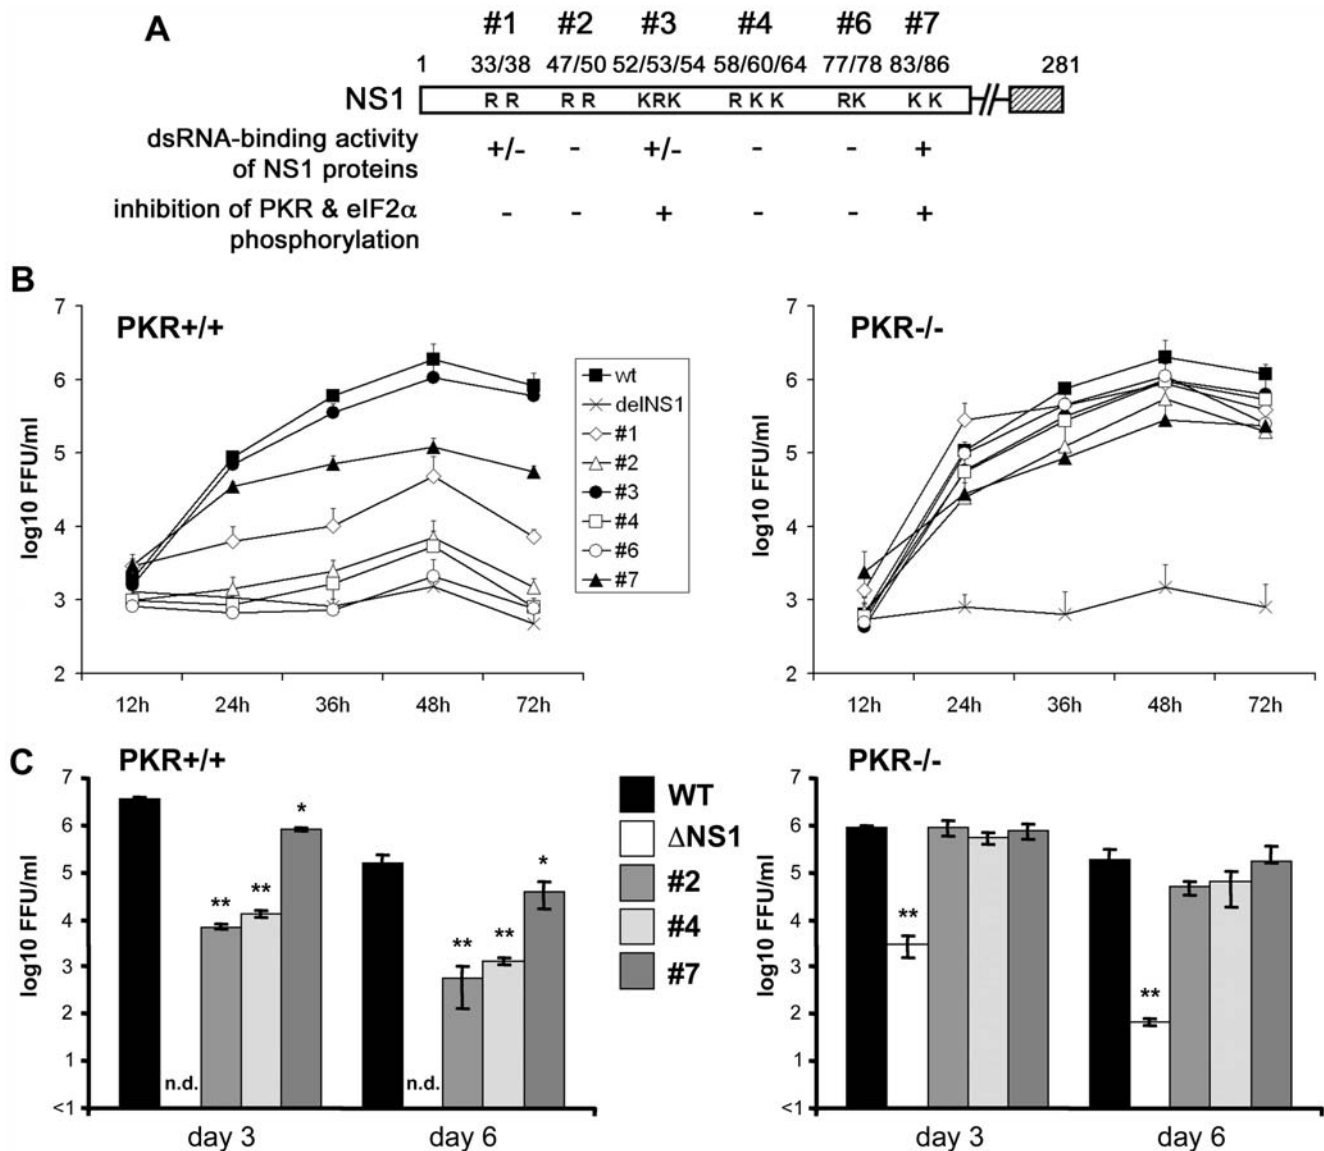 A
#1 #2 #3 #4 #6 #7
1 33/38 47/50 52/53/54 58/60/64 77/78 83/86 281
NS1 R R R R KRK R K K RK K K
dsRNA-binding activity +/- - +/- - - +
of NS1 proteins
inhibition of PKR & eIF2α - - + - - +
phosphorylation
B
PKR+/+
log10 FFU/ml
7
6
5
4
3
2
12h 24h 36h 48h 72h
wt
delNS1
#1
#2
#3
#4
#6
#7
PKR-/-
log10 FFU/ml
7
6
5
4
3
2
12h 24h 36h 48h 72h
C
PKR+/+
log10 FFU/ml
7
6
5
4
3
2
1
<1
n.d. ** ** *
n.d. ** ** *
day 3 day 6
WT
ΔNS1
#2
#4
#7
PKR-/-
log10 FFU/ml
7
6
5
4
3
2
1
<1
**
**
day 3 day 6